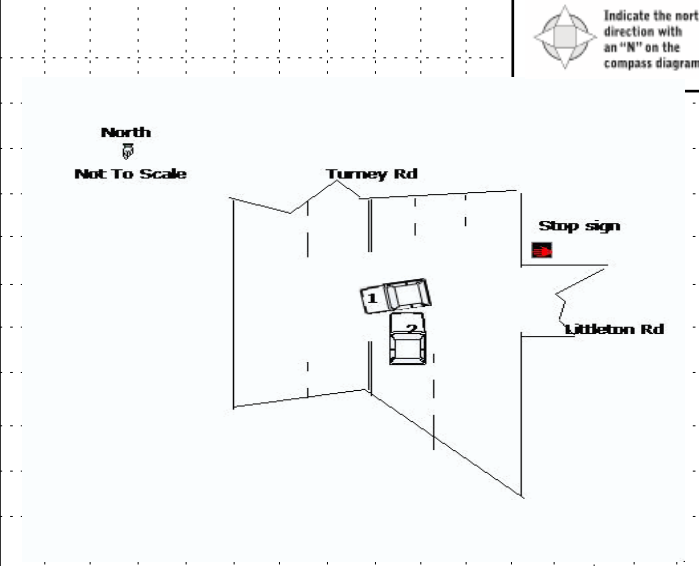 Indicate the nort
direction with
an "N" on the
compass diagram
North
Not To Scale
Turney Rd
Stop sign
1
2
Littleton Rd